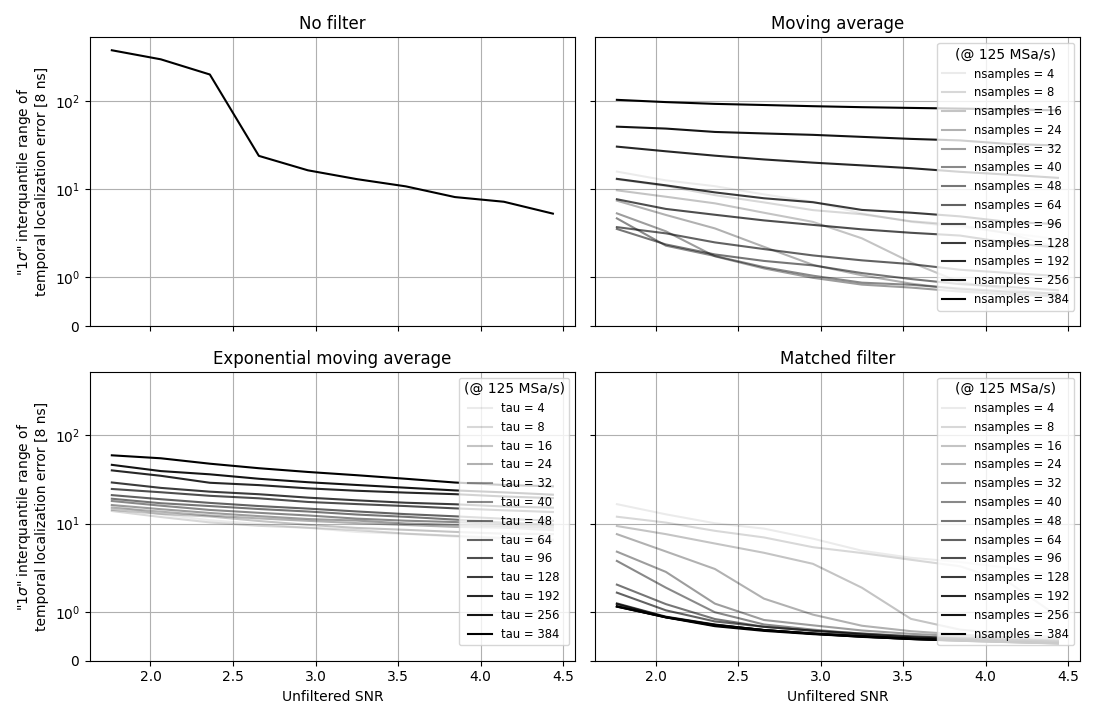 No filter
"1σ" interquantile range of
temporal localization error [8 ns]
10²
10¹
10⁰
0
Moving average
(@ 125 MSa/s)
nsamples = 4
nsamples = 8
nsamples = 16
nsamples = 24
nsamples = 32
nsamples = 40
nsamples = 48
nsamples = 64
nsamples = 96
nsamples = 128
nsamples = 192
nsamples = 256
nsamples = 384
Exponential moving average
"1σ" interquantile range of
temporal localization error [8 ns]
10²
10¹
10⁰
0
(@ 125 MSa/s)
tau = 4
tau = 8
tau = 16
tau = 24
tau = 32
tau = 40
tau = 48
tau = 64
tau = 96
tau = 128
tau = 192
tau = 256
tau = 384
2.0 2.5 3.0 3.5 4.0 4.5
Unfiltered SNR
Matched filter
(@ 125 MSa/s)
nsamples = 4
nsamples = 8
nsamples = 16
nsamples = 24
nsamples = 32
nsamples = 40
nsamples = 48
nsamples = 64
nsamples = 96
nsamples = 128
nsamples = 192
nsamples = 256
nsamples = 384
2.0 2.5 3.0 3.5 4.0 4.5
Unfiltered SNR